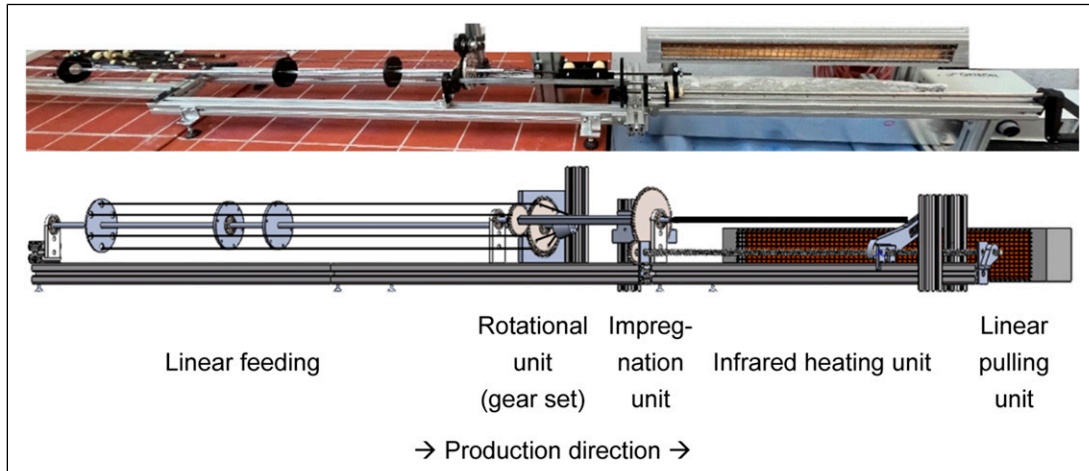 Rotational Impreg- Linear
Linear feeding unit nation Infrared heating unit pulling
(gear set) unit unit
→ Production direction →